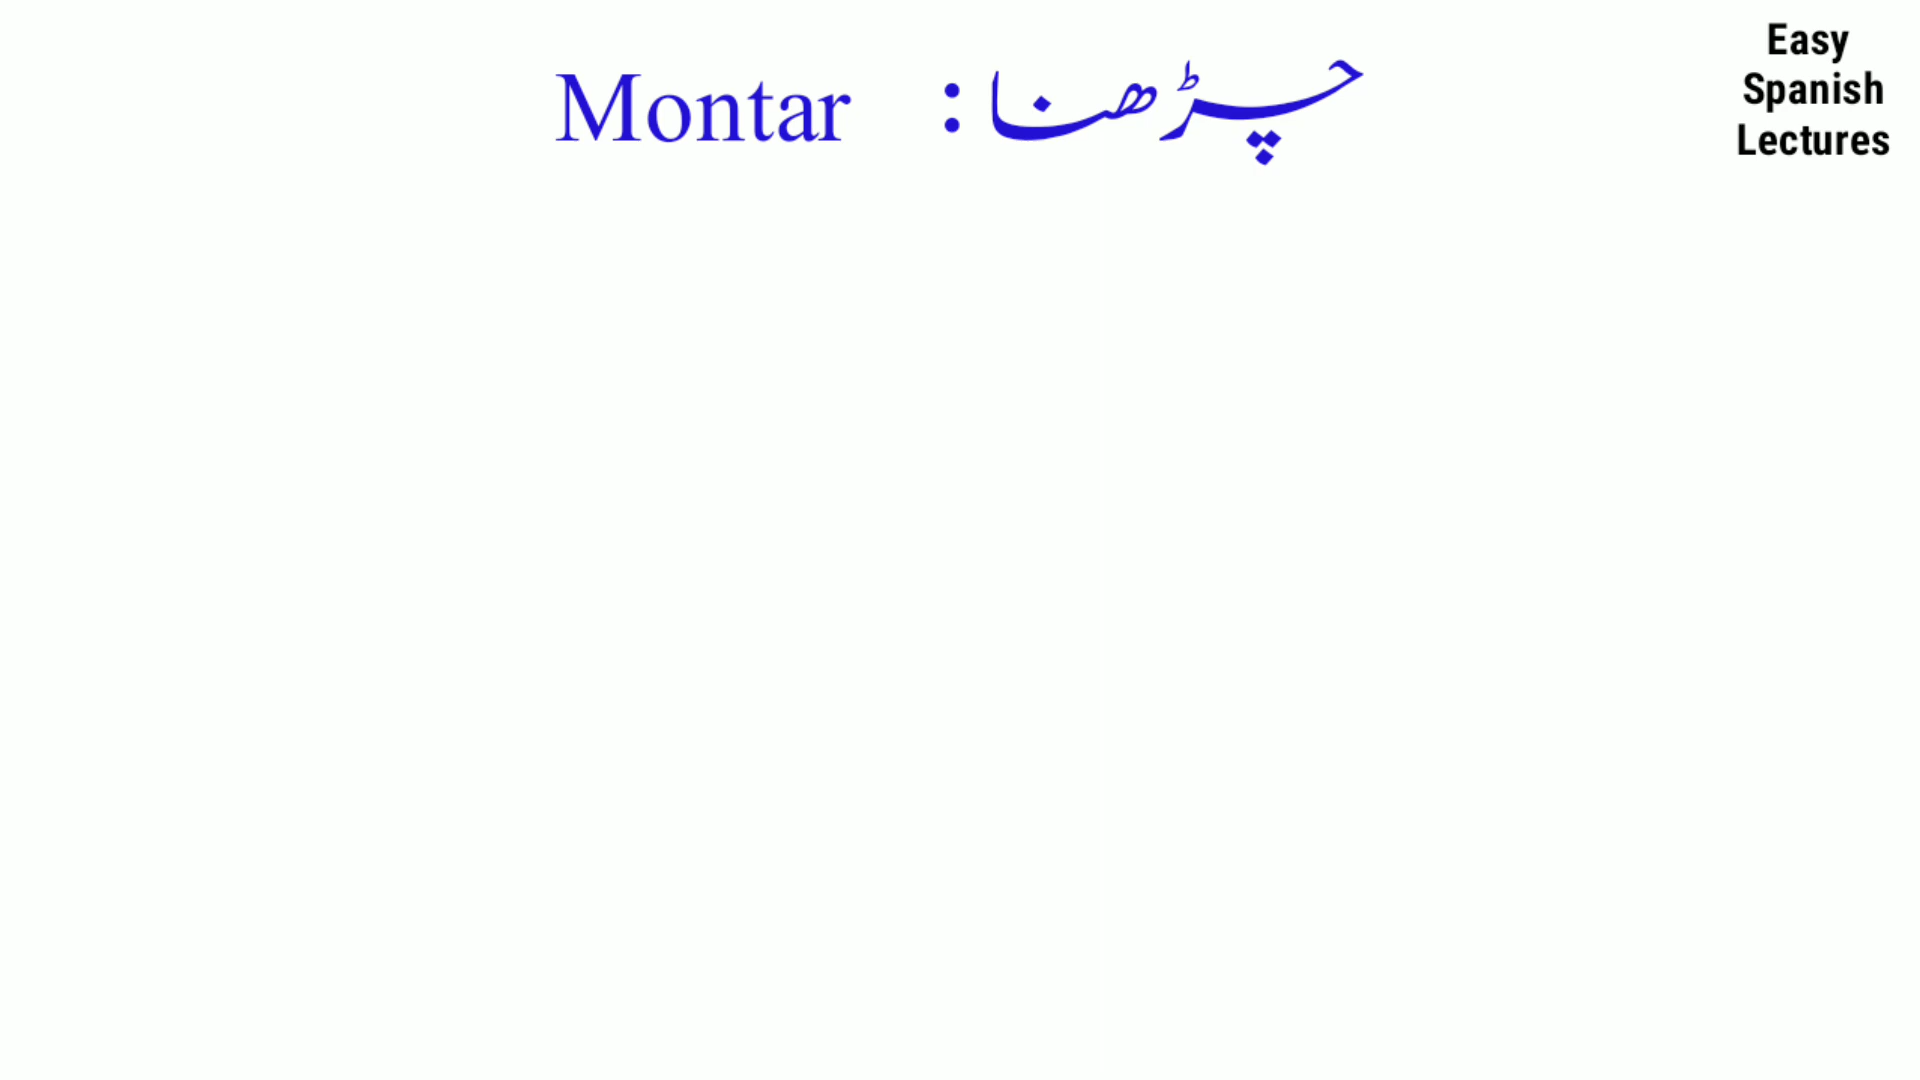 Montar : چڑھنا
Easy
Spanish
Lectures